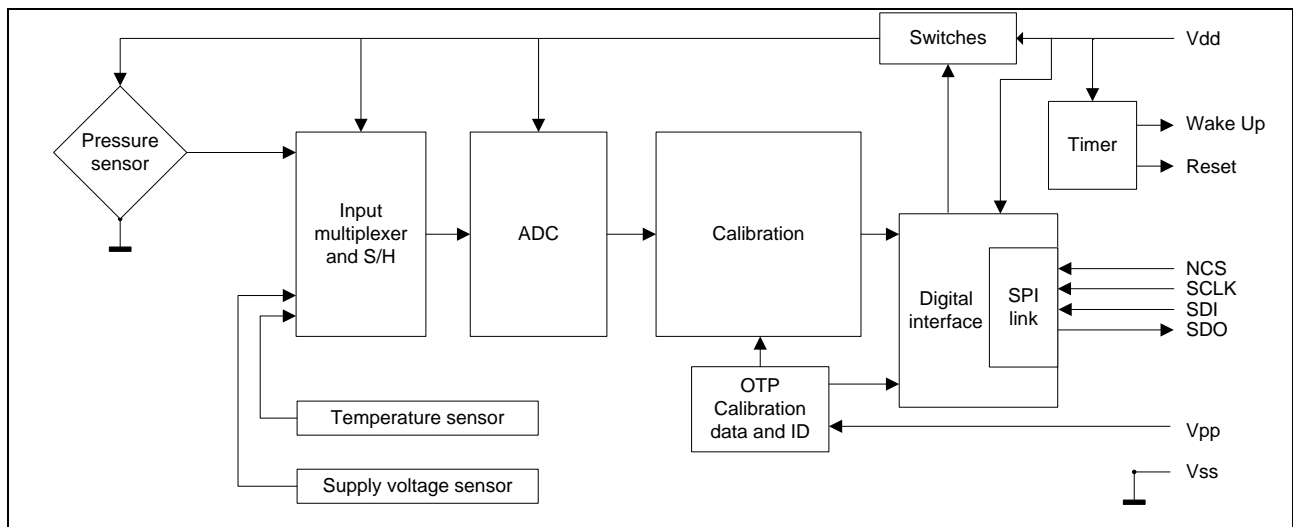 Switches
Vdd
Pressure
sensor
Timer
Wake Up
Reset
Input
multiplexer
and S/H
ADC
Calibration
Digital
interface
SPI
link
NCS
SCLK
SDI
SDO
OTP
Calibration
data and ID
Temperature sensor
Vpp
Supply voltage sensor
Vss